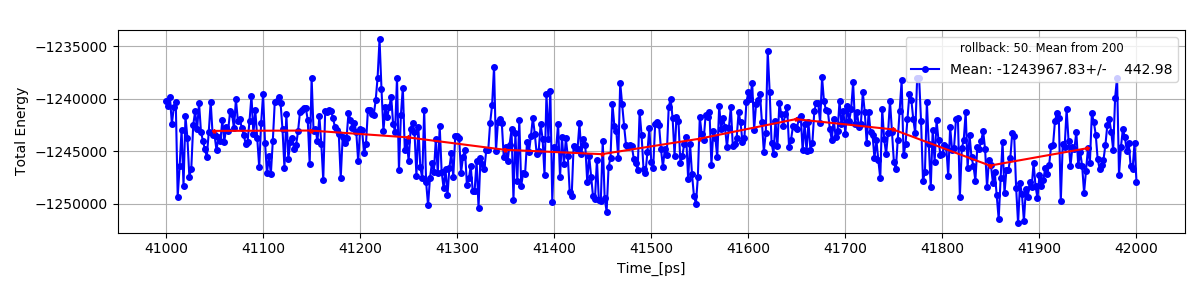 Total Energy
−1235000
−1240000
−1245000
−1250000
rollback: 50. Mean from 200
Mean: -1243967.83+/-    442.98
41000 41100 41200 41300 41400 41500 41600 41700 41800 41900 42000
Time_[ps]